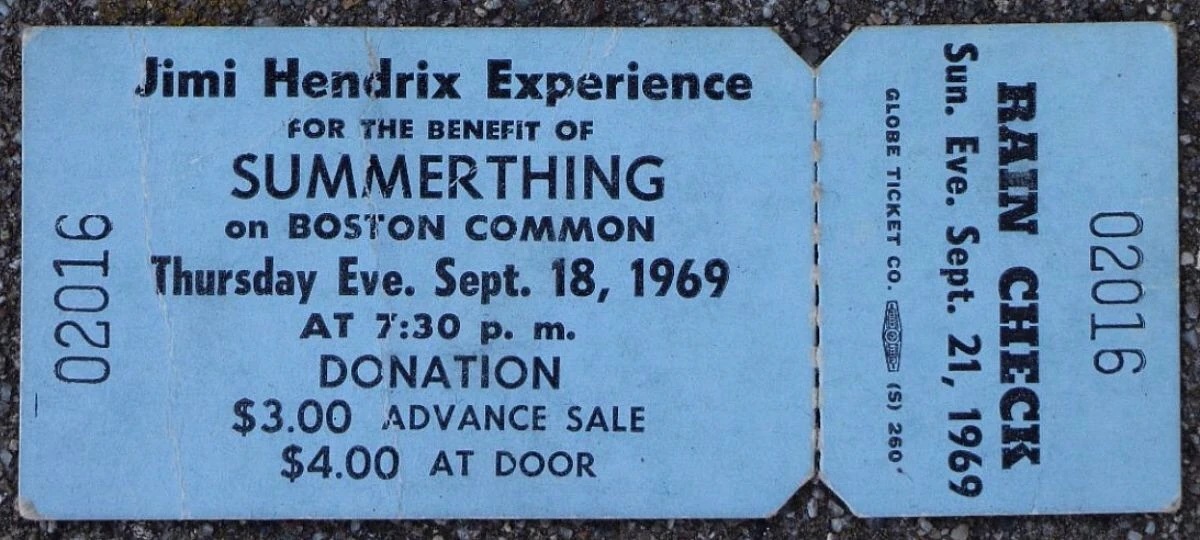 Jimi Hendrix Experience
FOR THE BENEFIT OF
SUMMERTHING
on BOSTON COMMON
Thursday Eve. Sept. 18, 1969
AT 7:30 p. m.
DONATION
$3.00 ADVANCE SALE
$4.00 AT DOOR
02016
02016
RAIN CHECK
Sun. Eve. Sept. 21, 1969
GLOBE TICKET CO. (S) 260